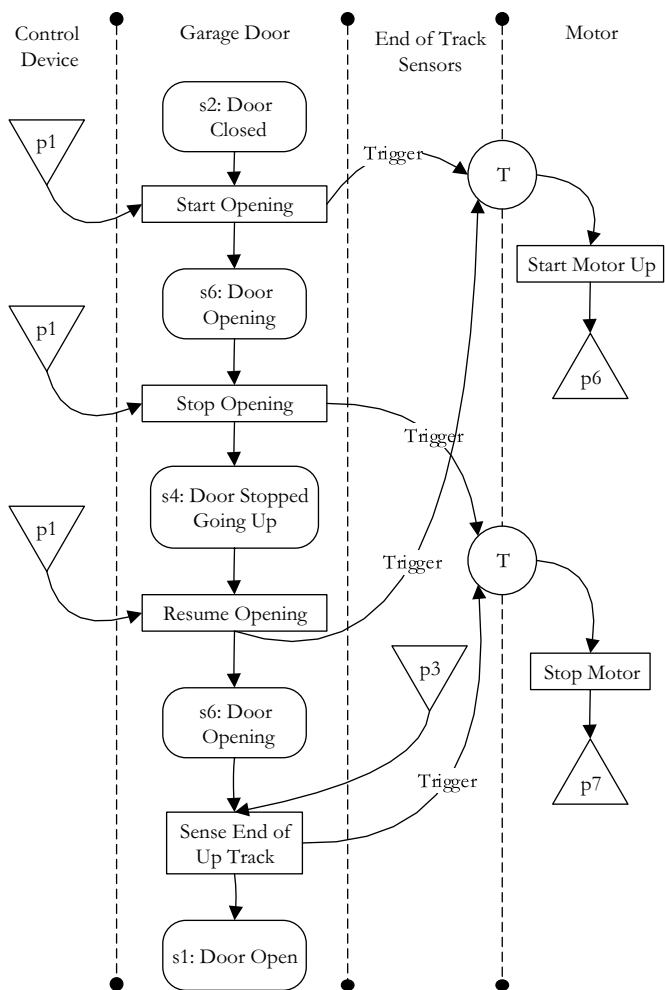 Control
Device
Garage Door
End of Track
Sensors
Motor
s2: Door
Closed
p1
Trigger
T
Start Opening
Start Motor Up
s6: Door
Opening
p1
p6
Stop Opening
Trigger
s4: Door Stopped
Going Up
p1
Trigger
T
Resume Opening
p3
Stop Motor
s6: Door
Opening
Trigger
p7
Sense End of
Up Track
s1: Door Open